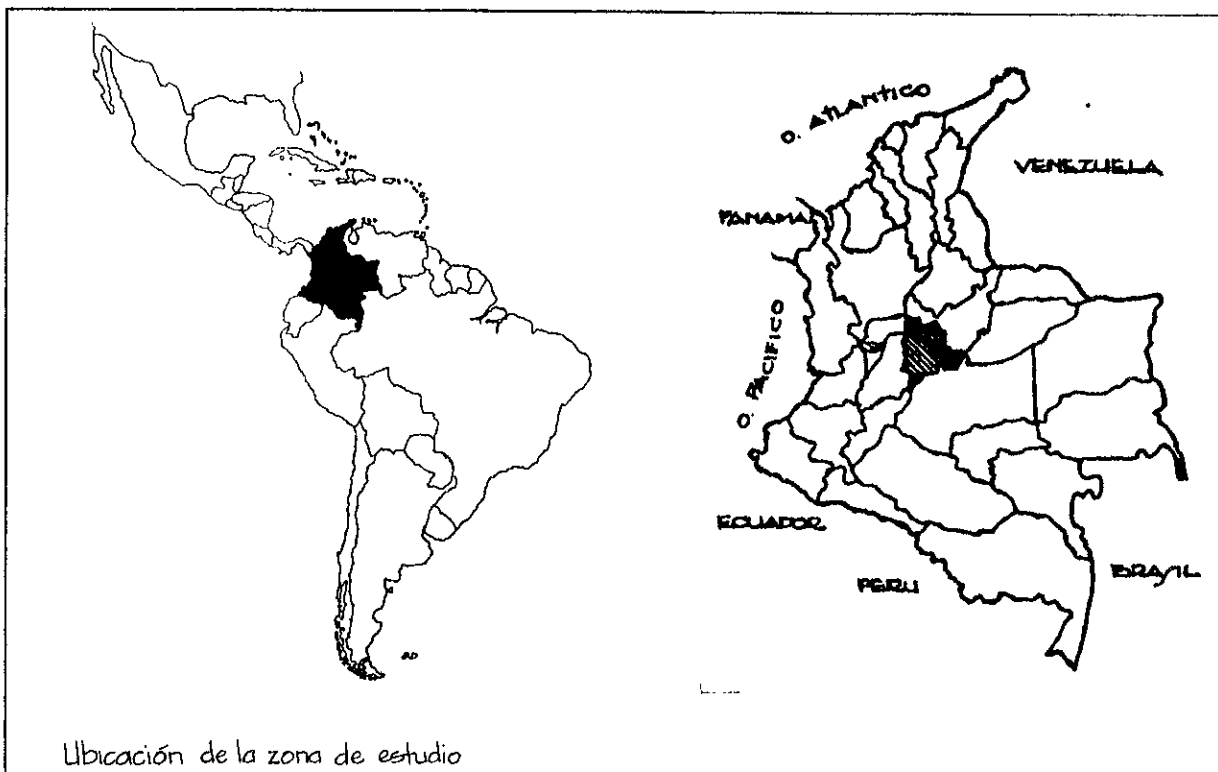 O. ATLANTICO
VENEZUELA
PANAMA
O. PACIFICO
ECUADOR
PERU
BRASIL
Ubicación de la zona de estudio